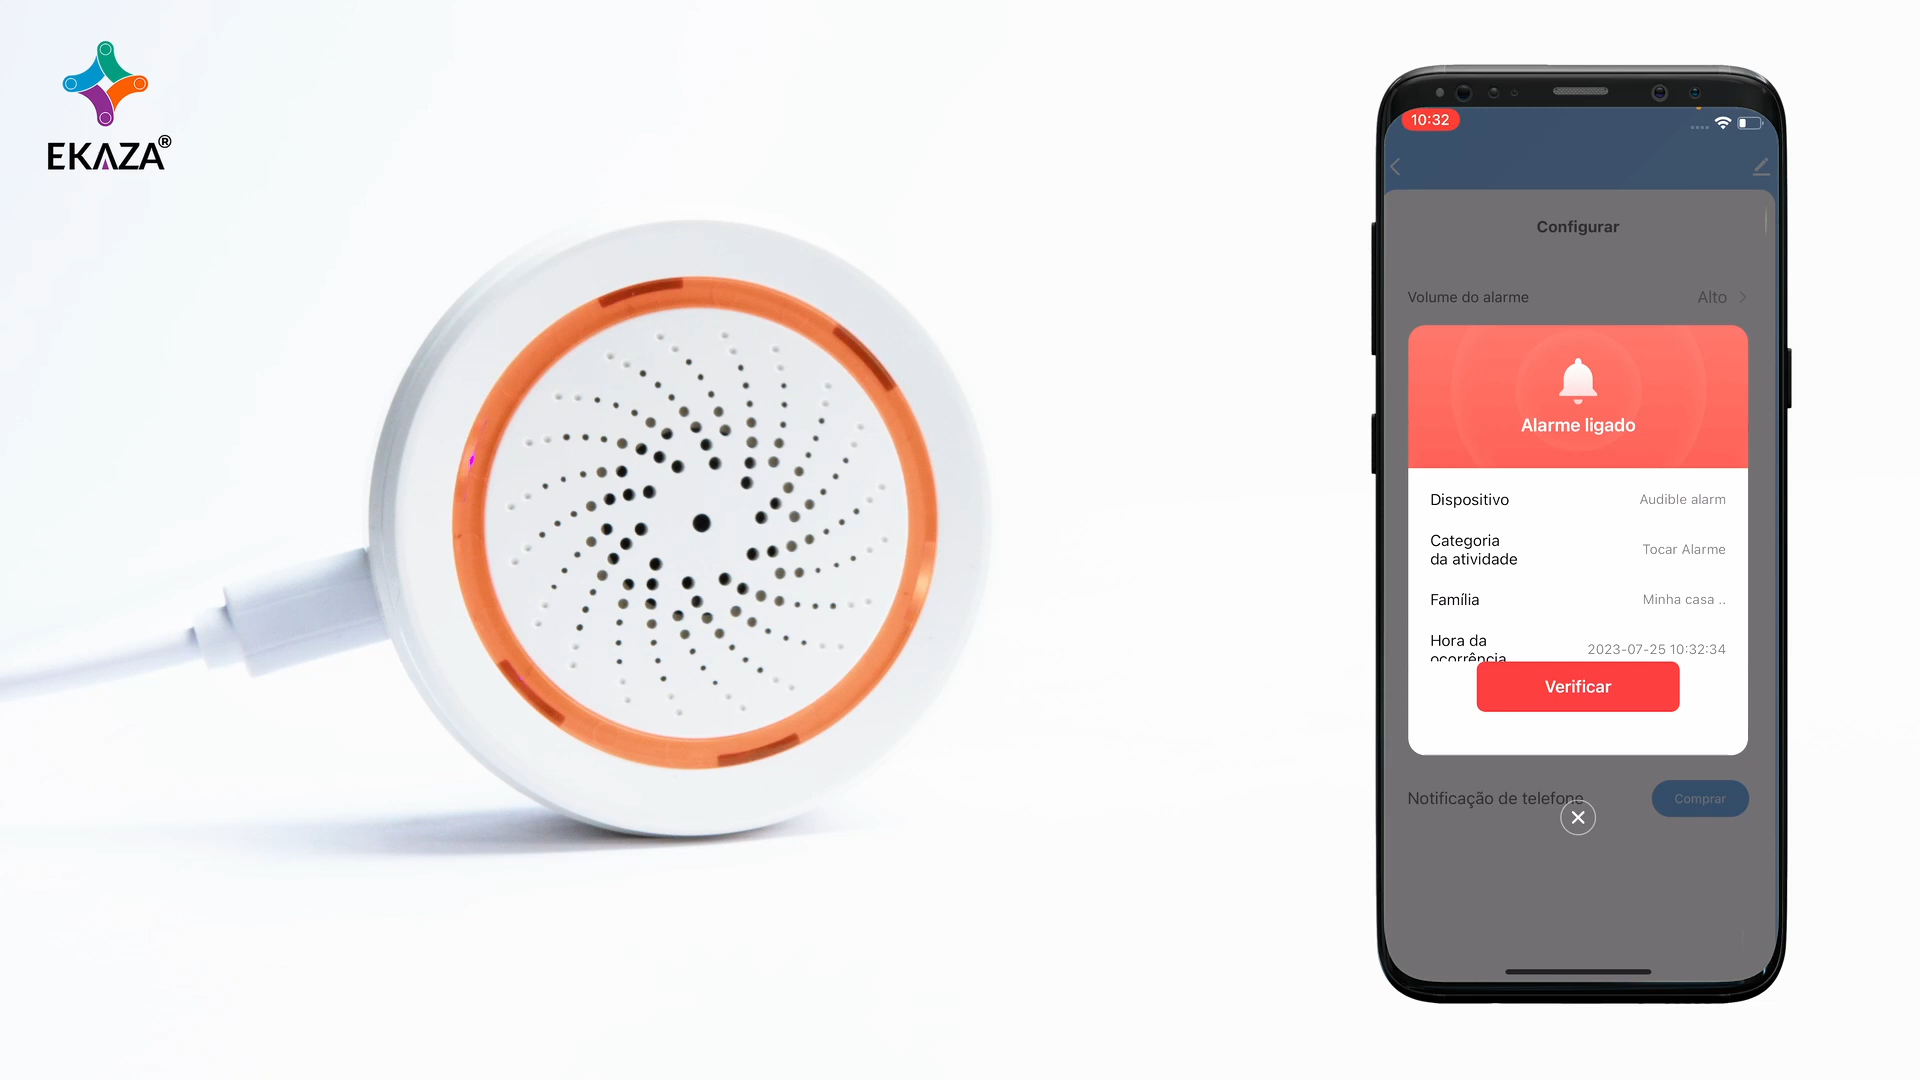 EKAZA®
10:32
Configurar
Volume do alarme
Alto
Alarme ligado
Dispositivo
Audible alarm
Categoria
da atividade
Tocar Alarme
Família
Minha casa ..
Hora da
ocorrência
2023-07-25 10:32:34
Verificar
Notificação de telefone
Comprar